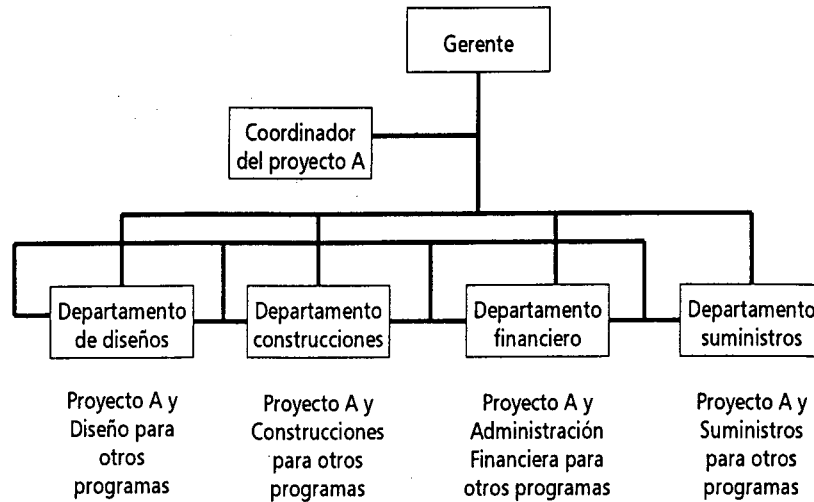 Gerente
Coordinador
del proyecto A
Departamento
de diseños
Departamento
construcciones
Departamento
financiero
Departamento
suministros
Proyecto A y
Diseño para
otros
programas
Proyecto A y
Construcciones
para otros
programas
Proyecto A y
Administración
Financiera para
otros programas
Proyecto A y
Suministros
para otros
programas